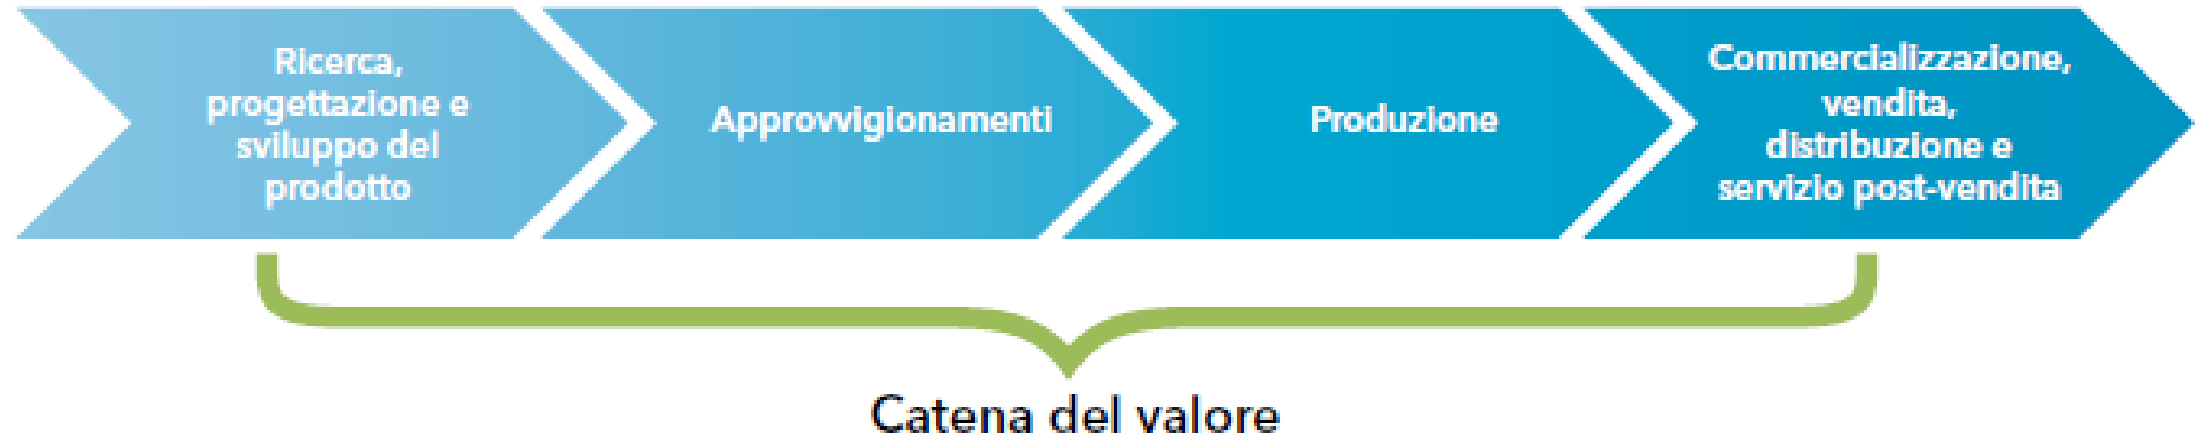 Ricerca,
progettazione e
sviluppo del
prodotto
Approvvigionamenti
Produzione
Commercializzazione,
vendita,
distribuzione e
servizio post-vendita
Catena del valore